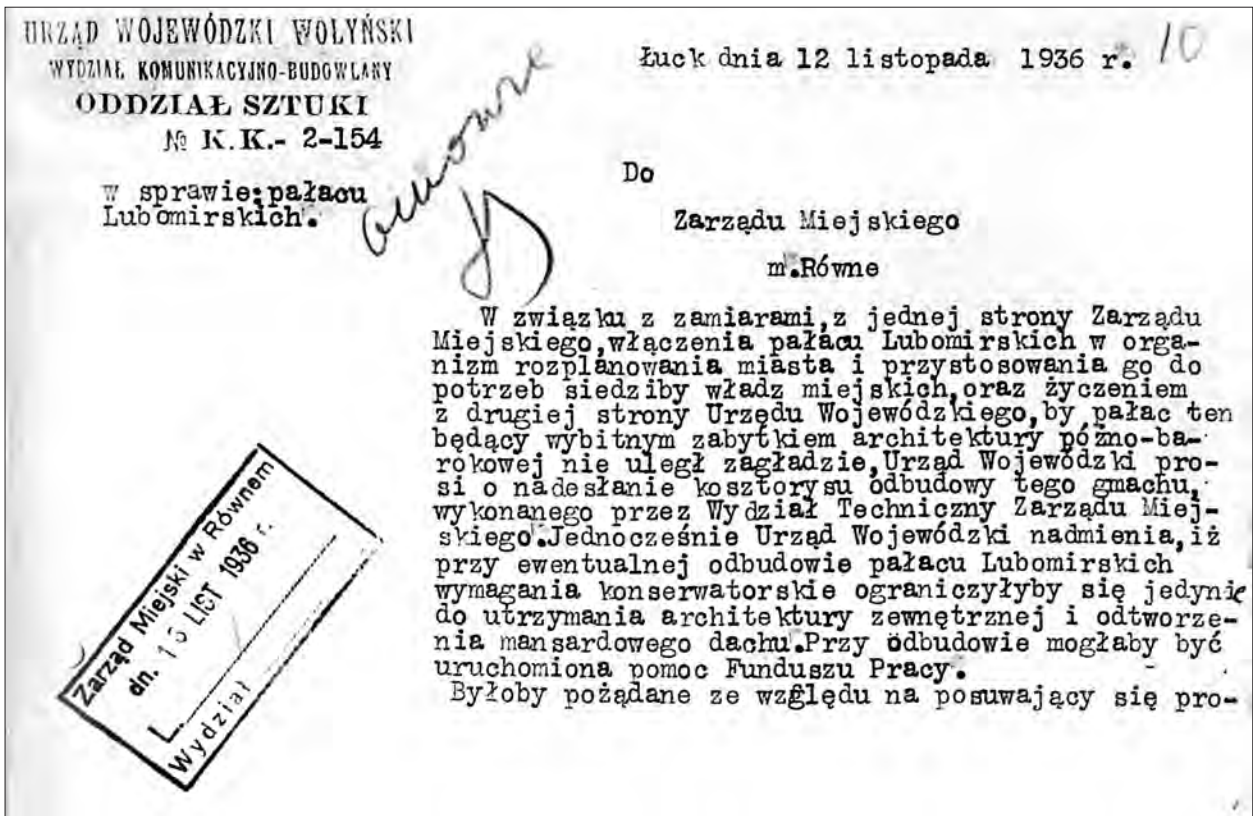 URZĄD WOJEWÓDZKI WOŁYŃSKI
WYDZIAŁ KOMUNIKACYJNO-BUDOWLANY
ODDZIAŁ SZTUKI
№ K.K.- 2-154
w sprawie:pałacu
Lubomirskich.
Łuck dnia 12 listopada 1936 r.
10
Do
Zarządu Miejskiego
m.Równe
W związku z zamiarami,z jednej strony Zarządu
Miejskiego,włączenia pałacu Lubomirskich w orga-
nizm rozplanowania miasta i przystosowania go do
potrzeb siedziby władz miejskich,oraz życzeniem
z drugiej strony Urzędu Wojewódzkiego,by pałac ten
będący wybitnym zabytkiem architektury późno-ba-
rokowej nie uległ zagładzie,Urząd Wojewódzki pro-
si o nadesłanie kosztorysu odbudowy tego gmachu,
wykonanego przez Wydział Techniczny Zarządu Miej-
skiego.Jednocześnie Urząd Wojewódzki nadmienia,iż
przy ewentualnej odbudowie pałacu Lubomirskich
wymagania konserwatorskie ograniczyłyby się jedynie
do utrzymania architektury zewnętrznej i odtworze-
nia mansardowego dachu.Przy odbudowie mogłaby być
uruchomiona pomoc Funduszu Pracy.
Byłoby pożądane ze względu na posuwający się pro-
Zarząd Miejski w Równem
dn. LIST 1936 r.
L.
Wydział